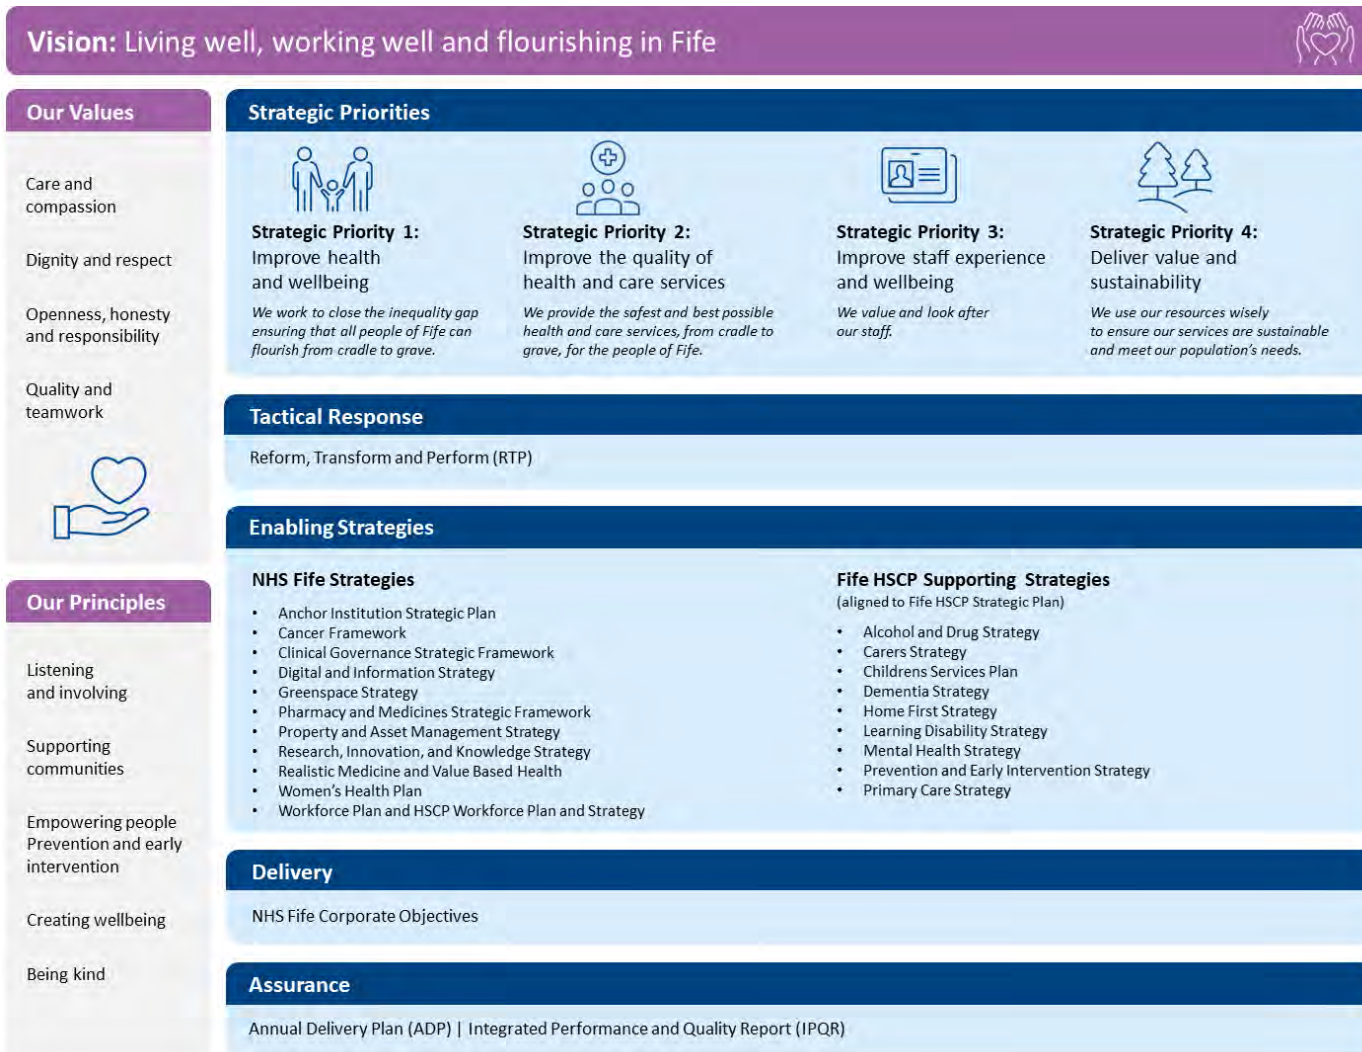 Vision: Living well, working well and flourishing in Fife
Our Values
Care and
compassion
Dignity and respect
Openness, honesty
and responsibility
Quality and
teamwork
Our Principles
Listening
and involving
Supporting
communities
Empowering people
Prevention and early
intervention
Creating wellbeing
Being kind
Strategic Priorities
Strategic Priority 1:
Improve health
and wellbeing
We work to close the inequality gap
ensuring that all people of Fife can
flourish from cradle to grave.
Strategic Priority 2:
Improve the quality of
health and care services
We provide the safest and best possible
health and care services, from cradle to
grave, for the people of Fife.
Strategic Priority 3:
Improve staff experience
and wellbeing
We value and look after
our staff.
Strategic Priority 4:
Deliver value and
sustainability
We use our resources wisely
to ensure our services are sustainable
and meet our population's needs.
Tactical Response
Reform, Transform and Perform (RTP)
Enabling Strategies
NHS Fife Strategies
• Anchor Institution Strategic Plan
• Cancer Framework
• Clinical Governance Strategic Framework
• Digital and Information Strategy
• Greenspace Strategy
• Pharmacy and Medicines Strategic Framework
• Property and Asset Management Strategy
• Research, Innovation, and Knowledge Strategy
• Realistic Medicine and Value Based Health
• Women's Health Plan
• Workforce Plan and HSCP Workforce Plan and Strategy
Fife HSCP Supporting Strategies
(aligned to Fife HSCP Strategic Plan)
• Alcohol and Drug Strategy
• Carers Strategy
• Childrens Services Plan
• Dementia Strategy
• Home First Strategy
• Learning Disability Strategy
• Mental Health Strategy
• Prevention and Early Intervention Strategy
• Primary Care Strategy
Delivery
NHS Fife Corporate Objectives
Assurance
Annual Delivery Plan (ADP) | Integrated Performance and Quality Report (IPQR)